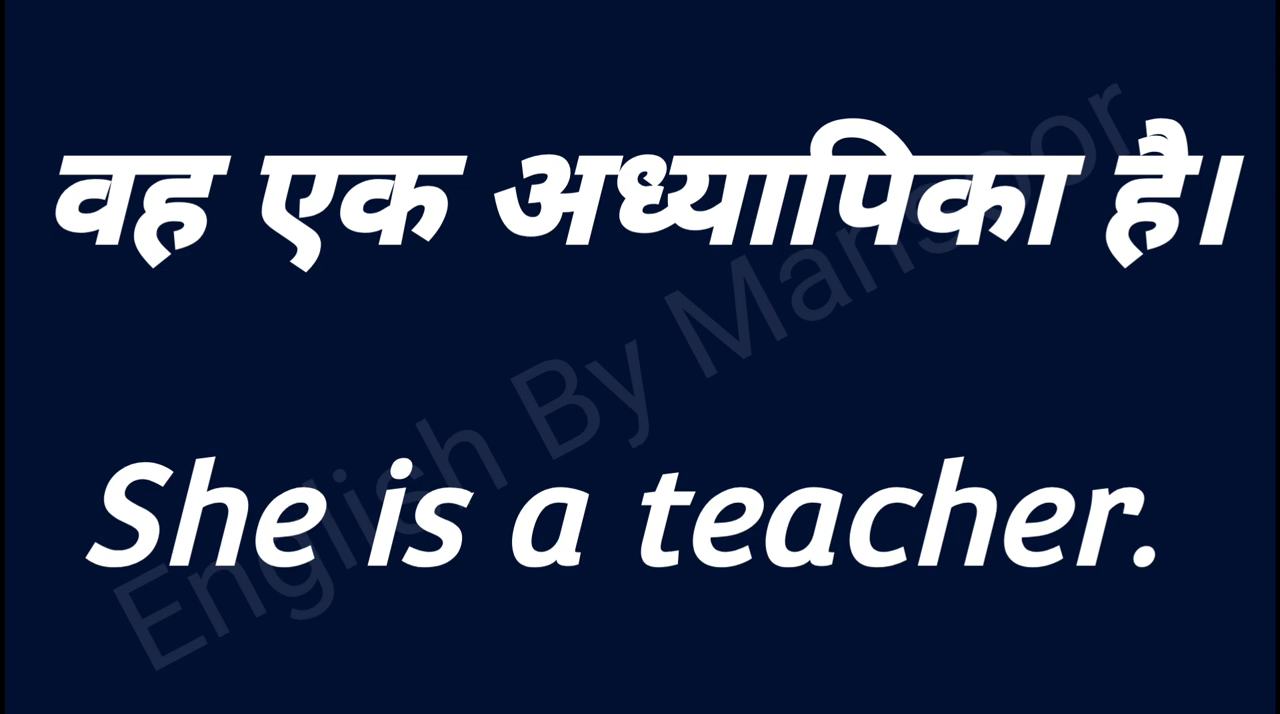 वह एक अध्यापिका है।
She is a teacher.
English By Mansoor